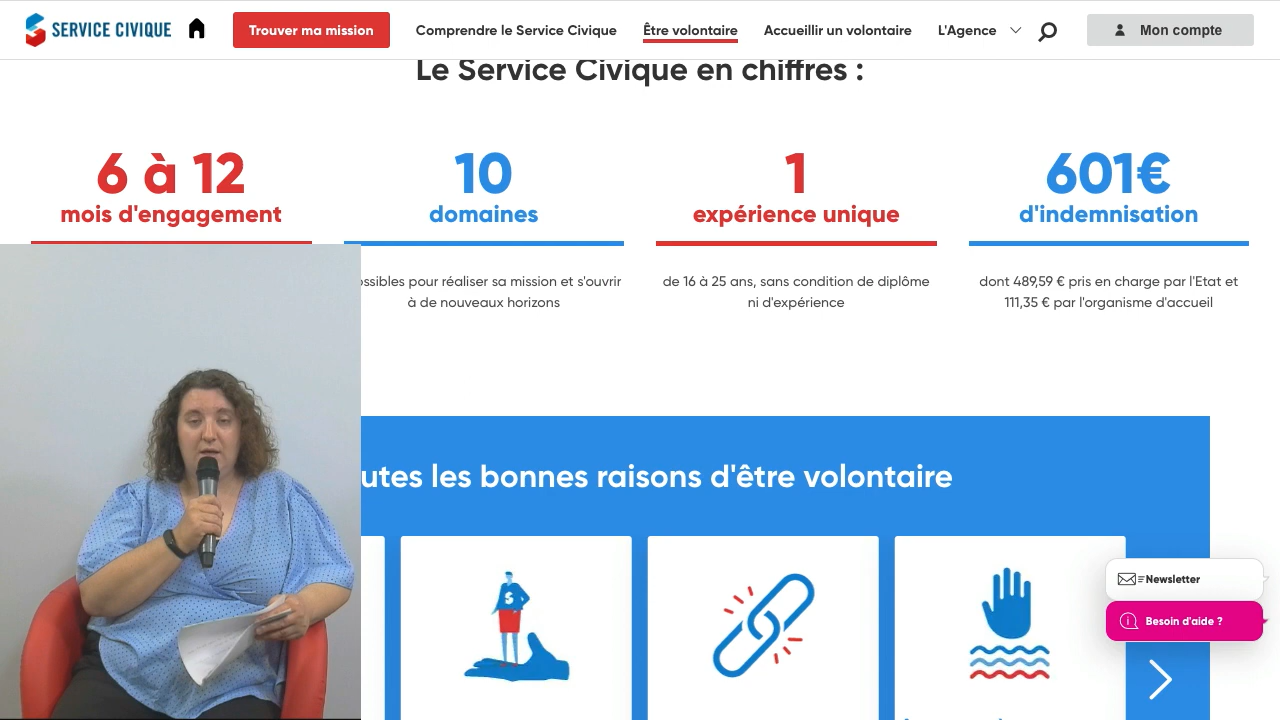 SERVICE CIVIQUE
Trouver ma mission
Comprendre le Service Civique
Être volontaire
Accueillir un volontaire
L'Agence
Mon compte
Le Service Civique en chiffres :
6 à 12
mois d'engagement
10
domaines
ossibles pour réaliser sa mission et s'ouvrir
à de nouveaux horizons
1
expérience unique
de 16 à 25 ans, sans condition de diplôme
ni d'expérience
601€
d'indemnisation
dont 489,59 € pris en charge par l'Etat et
111,35 € par l'organisme d'accueil
utes les bonnes raisons d'être volontaire
Newsletter
Besoin d'aide ?